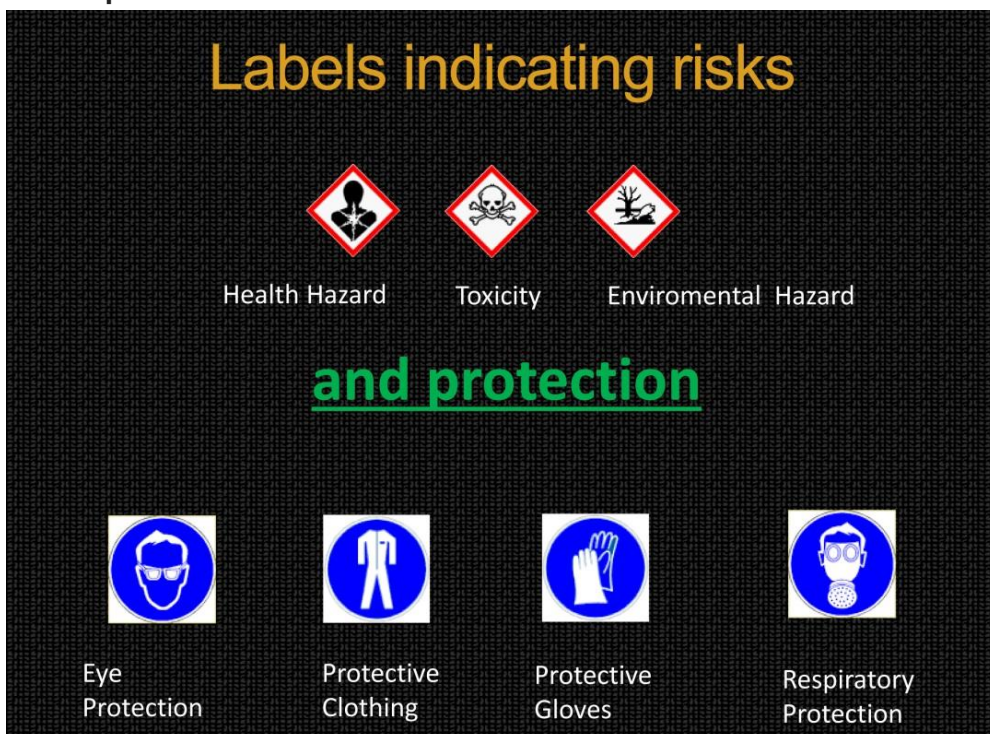 Labels indicating risks
Health Hazard
Toxicity
Enviromental Hazard
and protection
Eye
Protection
Protective
Clothing
Protective
Gloves
Respiratory
Protection